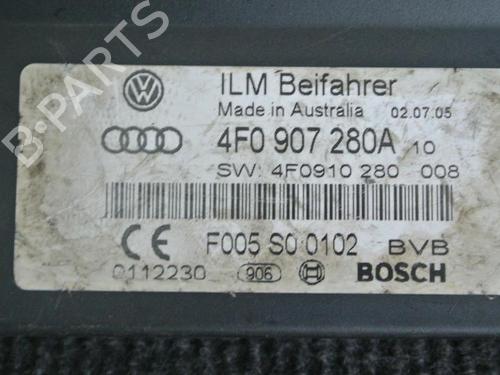 ILM Beifahrer
Made in Australia 02.07.05
4F0 907 280A 10
SW: 4F0910 280 008
F005 S0 0102 BVB
0112230 906 BOSCH
B-PARTS